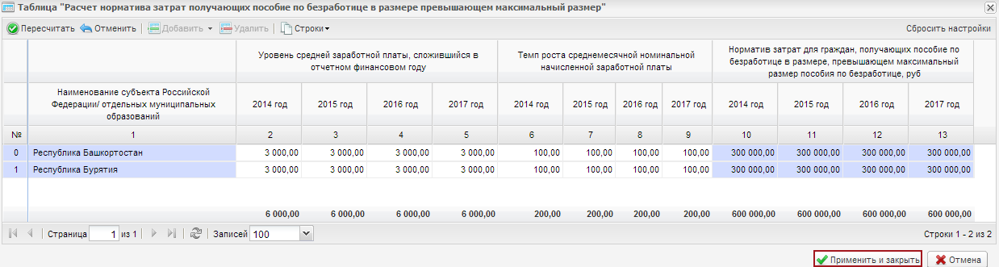 Таблица "Расчет норматива затрат получающих пособие по безработице в размере превышающем максимальный размер"
Пересчитать Отменить Добавить Удалить Строки Сбросить настройки
Уровень средней заработной платы, сложившийся в отчетном финансовом году
Темп роста среднемесячной номинальной начисленной заработной платы
Норматив затрат для граждан, получающих пособие по безработице в размере, превышающем максимальный размер пособия по безработице, руб
Наименование субъекта Российской Федерации/ отдельных муниципальных образований
2014 год 2015 год 2016 год 2017 год 2014 год 2015 год 2016 год 2017 год 2014 год 2015 год 2016 год 2017 год
№ 1 2 3 4 5 6 7 8 9 10 11 12 13
0 Республика Башкортостан 3 000,00 3 000,00 3 000,00 3 000,00 100,00 100,00 100,00 100,00 300 000,00 300 000,00 300 000,00 300 000,00
1 Республика Бурятия 3 000,00 3 000,00 3 000,00 3 000,00 100,00 100,00 100,00 100,00 300 000,00 300 000,00 300 000,00 300 000,00
6 000,00 6 000,00 6 000,00 6 000,00 200,00 200,00 200,00 200,00 600 000,00 600 000,00 600 000,00 600 000,00
Страница 1 из 1 Записей 100 Строки 1 - 2 из 2
Применить и закрыть Отмена